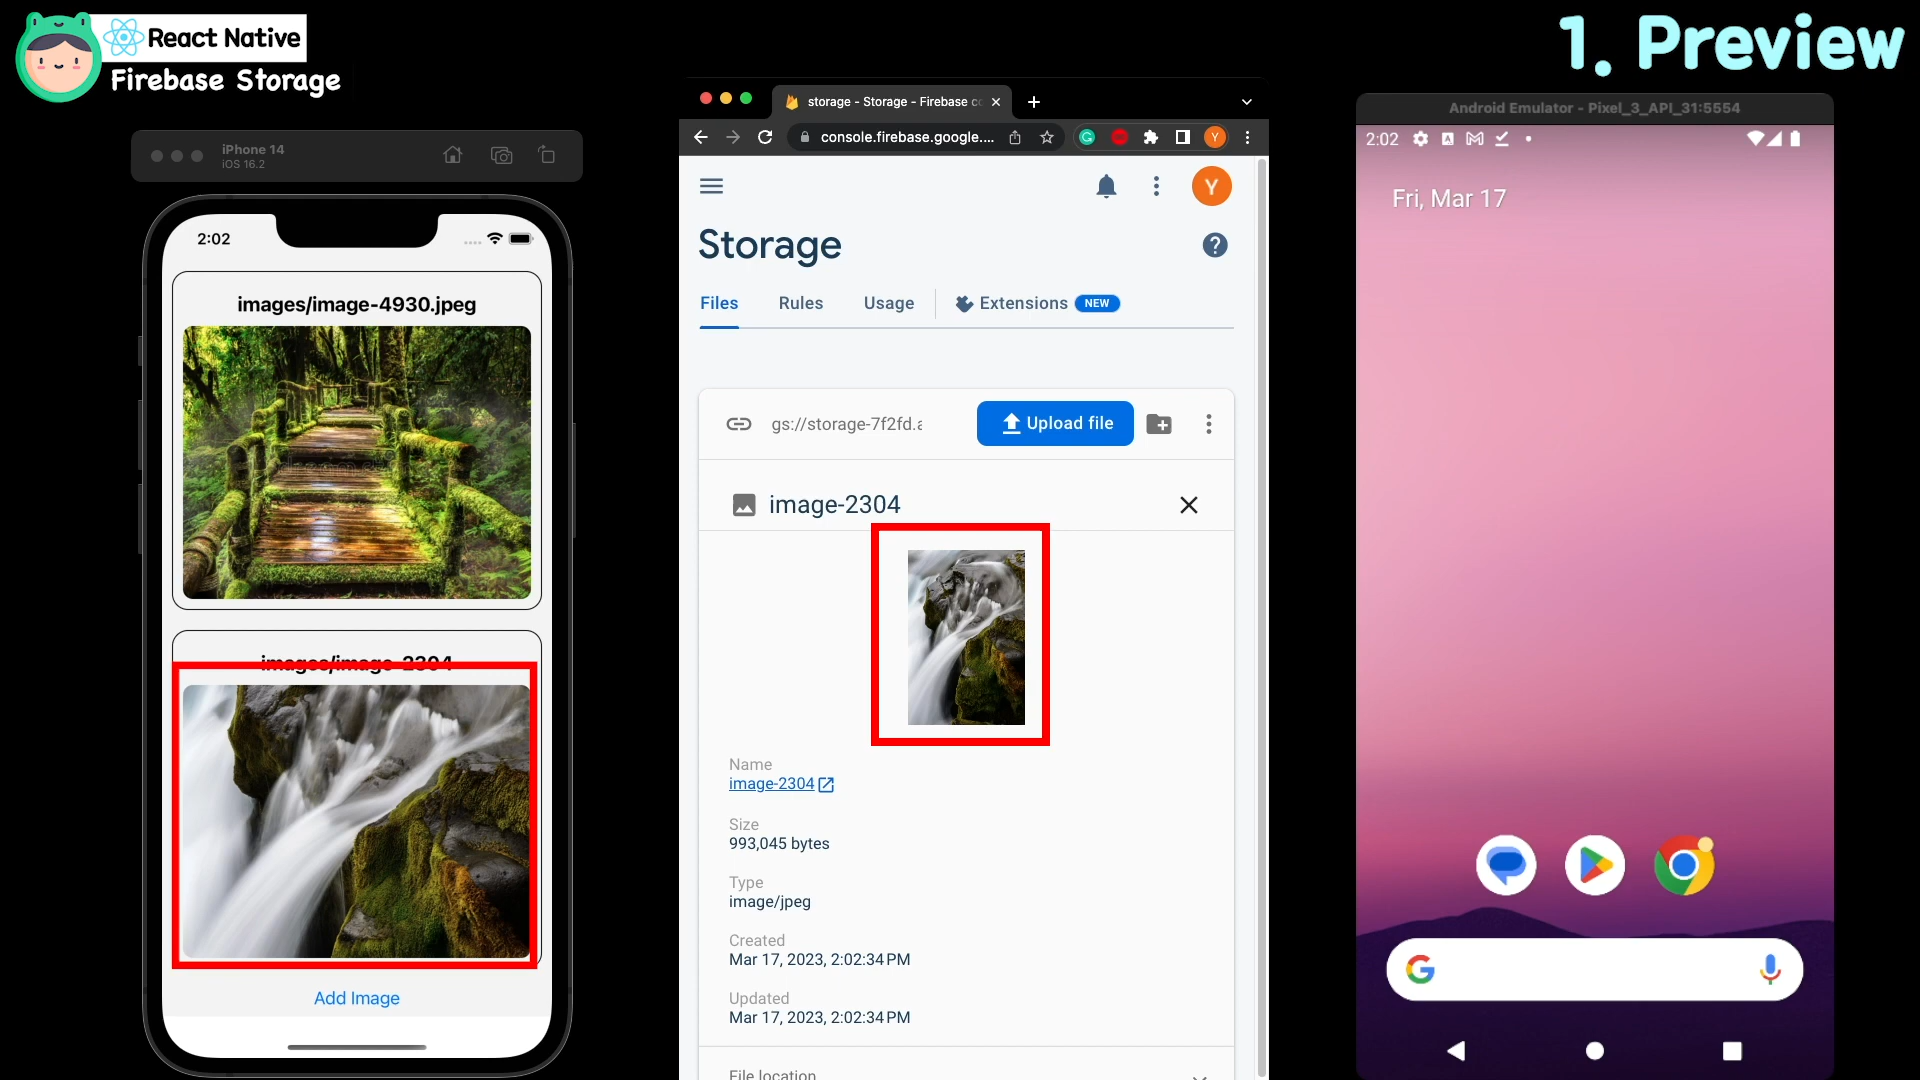 React Native
Firebase Storage
1. Preview
iPhone 14
iOS 16.2
2:02
images/image-4930.jpeg
images/image-2304
Add Image
storage - Storage - Firebase co
console.firebase.google....
Y
Y
Storage
Files
Rules
Usage
Extensions
NEW
gs://storage-7f2fd.a
Upload file
image-2304
Name
image-2304
Size
993,045 bytes
Type
image/jpeg
Created
Mar 17, 2023, 2:02:34 PM
Updated
Mar 17, 2023, 2:02:34 PM
File location
Android Emulator - Pixel_3_API_31:5554
2:02
Fri, Mar 17